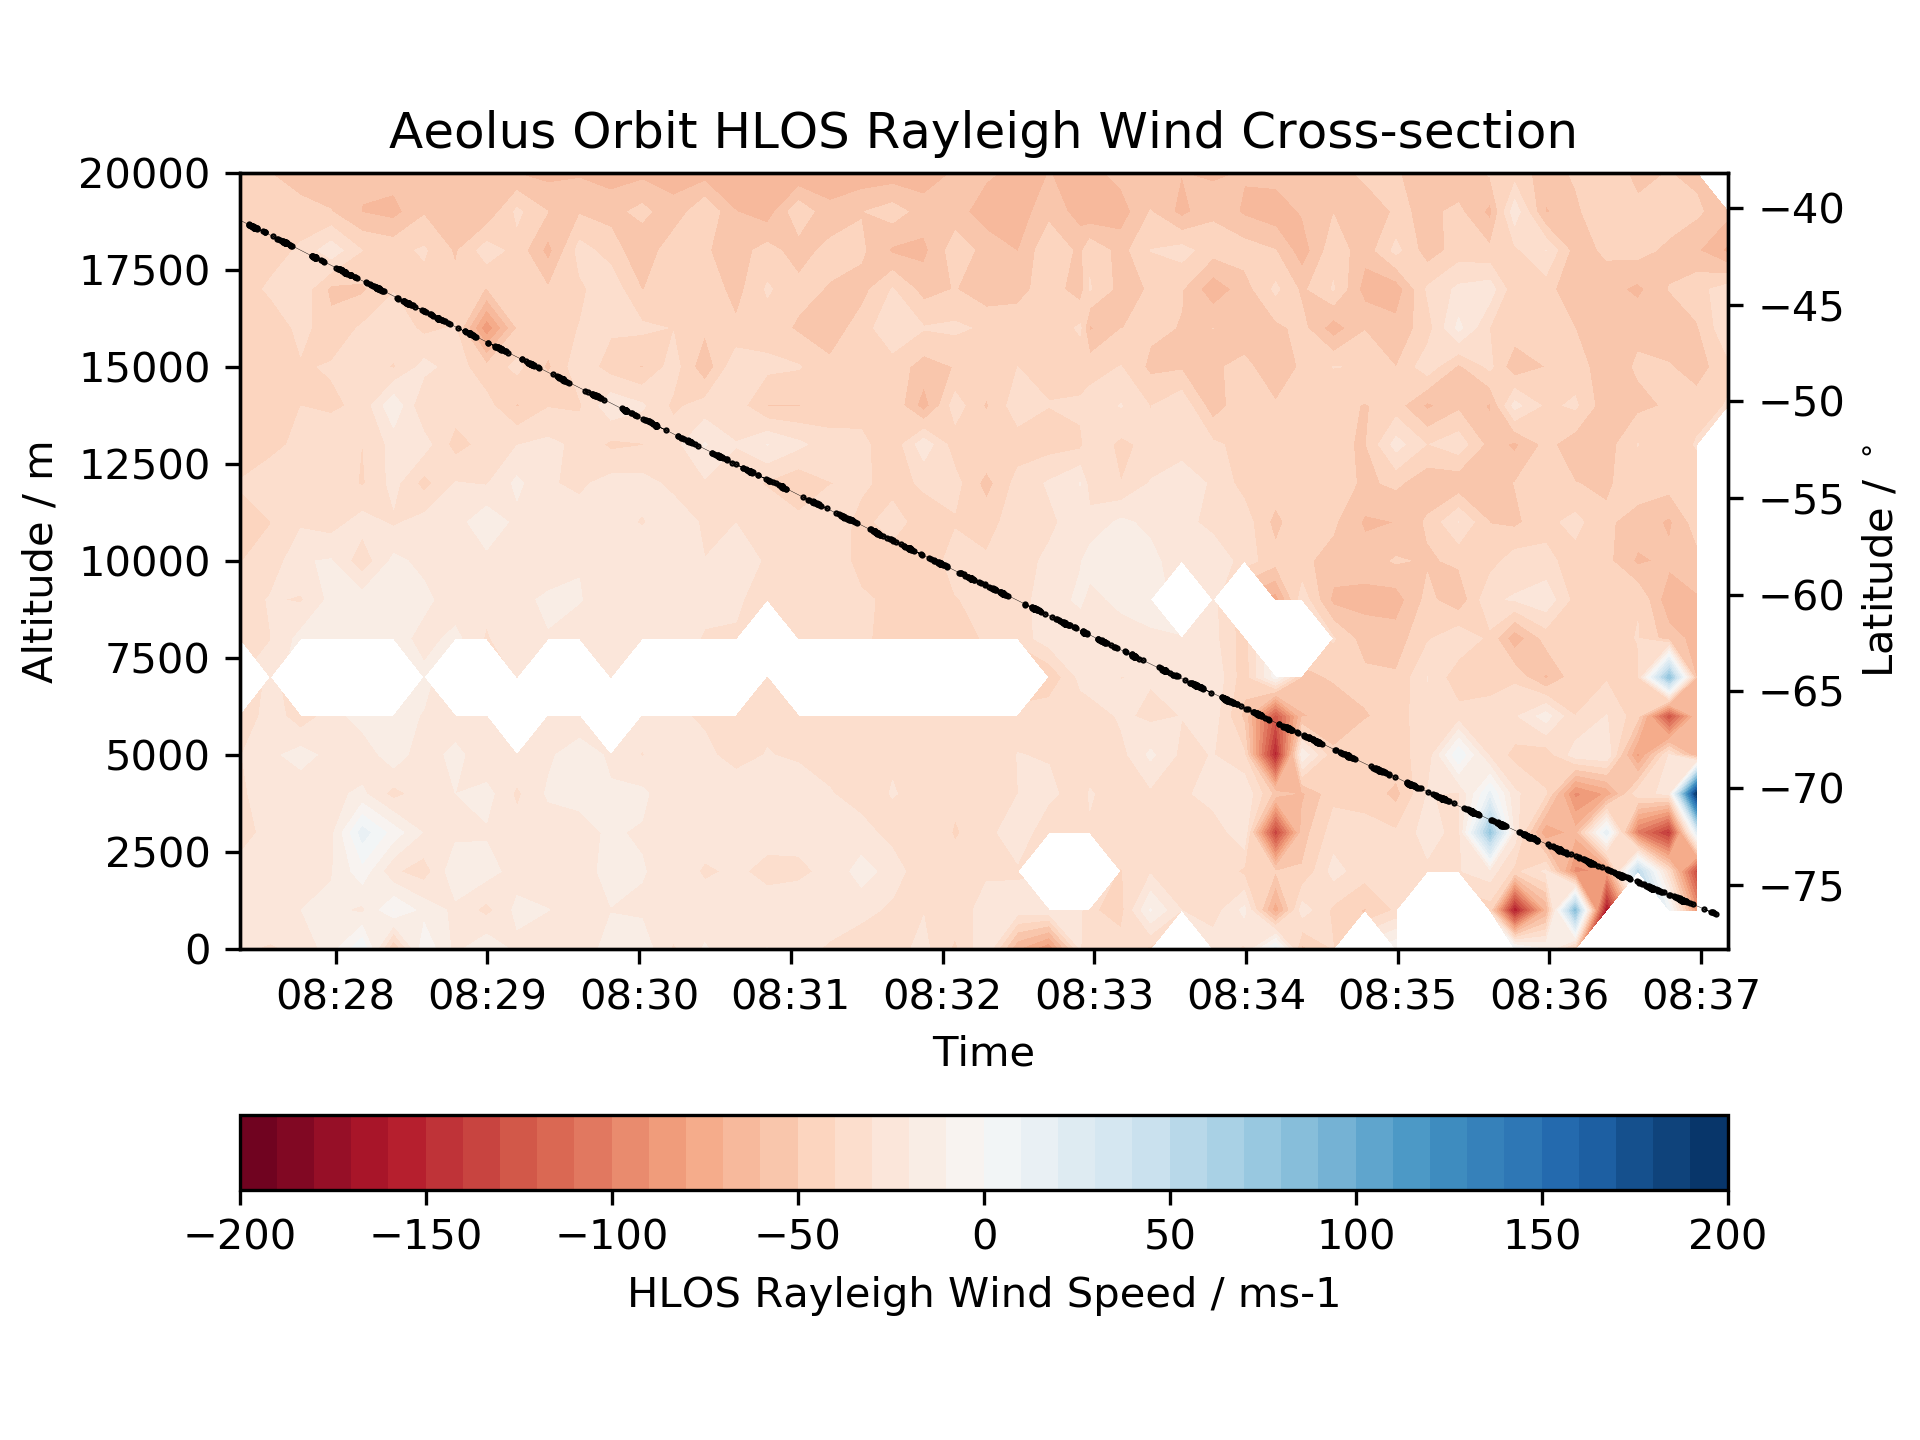 Aeolus Orbit HLOS Rayleigh Wind Cross-section
20000
17500
15000
12500
10000
7500
5000
2500
0
Altitude / m
−40
−45
−50
−55
−60
−65
−70
−75
Latitude / °
08:28 08:29 08:30 08:31 08:32 08:33 08:34 08:35 08:36 08:37
Time
−200 −150 −100 −50 0 50 100 150 200
HLOS Rayleigh Wind Speed / ms-1